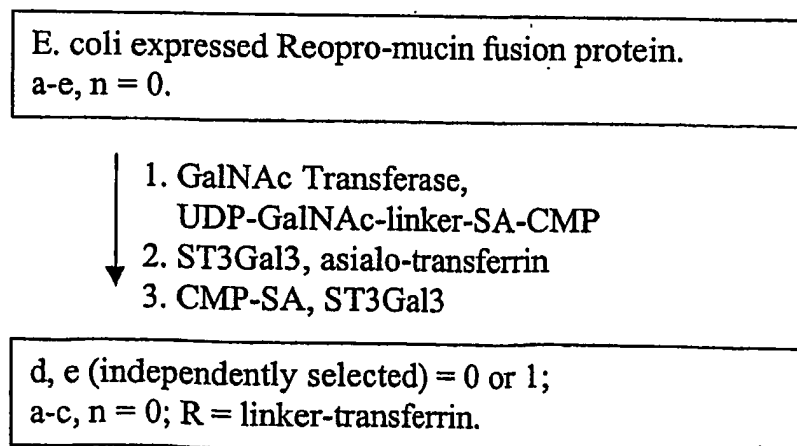 E. coli expressed Reopro-mucin fusion protein.
a-e, n = 0.
1. GalNAc Transferase,
UDP-GalNAc-linker-SA-CMP
2. ST3Gal3, asialo-transferrin
3. CMP-SA, ST3Gal3
d, e (independently selected) = 0 or 1;
a-c, n = 0; R = linker-transferrin.